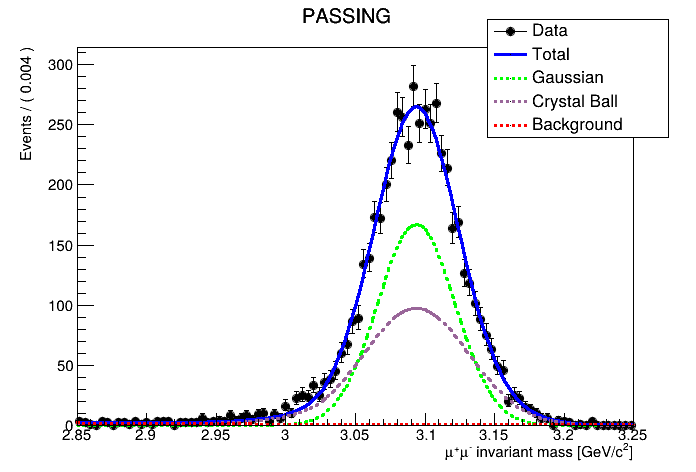 PASSING
Data
Total
Gaussian
Crystal Ball
Background
Events / ( 0.004 )
300
250
200
150
100
50
0
2.85 2.9 2.95 3 3.05 3.1 3.15 3.2 3.25
μ⁺μ⁻ invariant mass [GeV/c²]